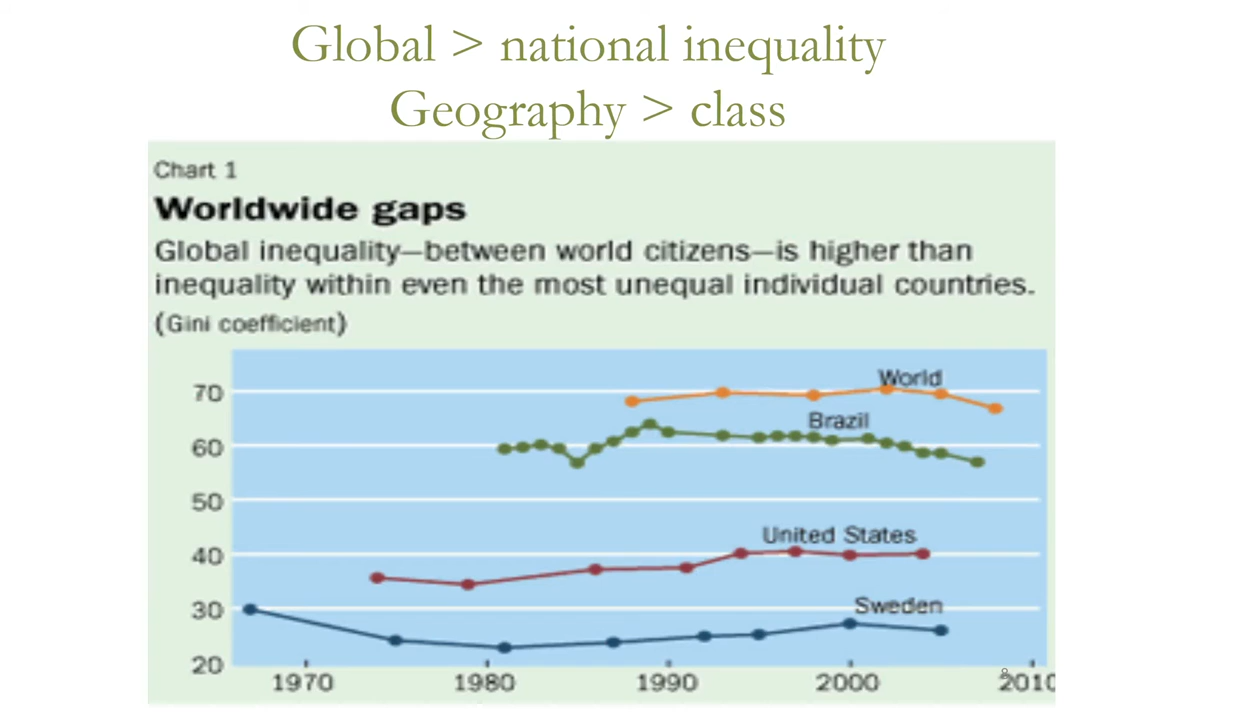 Global > national inequality
Geography > class
Chart 1
Worldwide gaps
Global inequality—between world citizens—is higher than
inequality within even the most unequal individual countries.
(Gini coefficient)
World
70
Brazil
60
50
United States
40
Sweden
30
20
8
1970 1980 1990 2000 2010